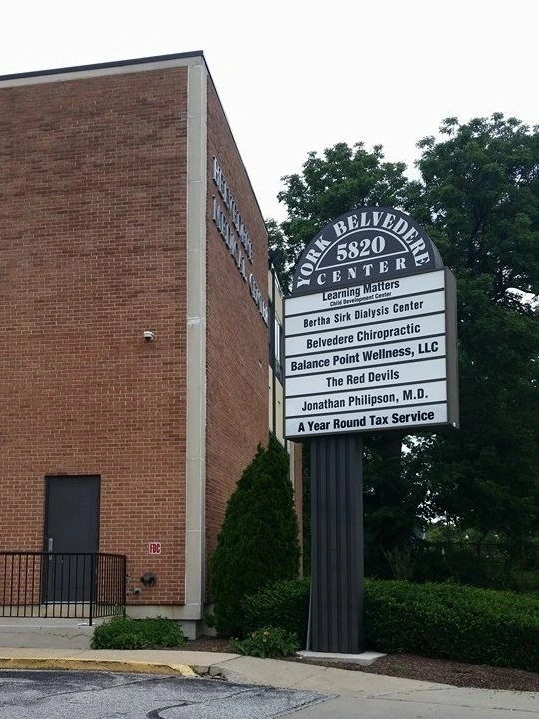 YORK BELVEDERE
5820
CENTER
Learning Matters
Child Development Center
Bertha Sirk Dialysis Center
Belvedere Chiropractic
Balance Point Wellness, LLC
The Red Devils
Jonathan Philipson, M.D.
A Year Round Tax Service
FDC